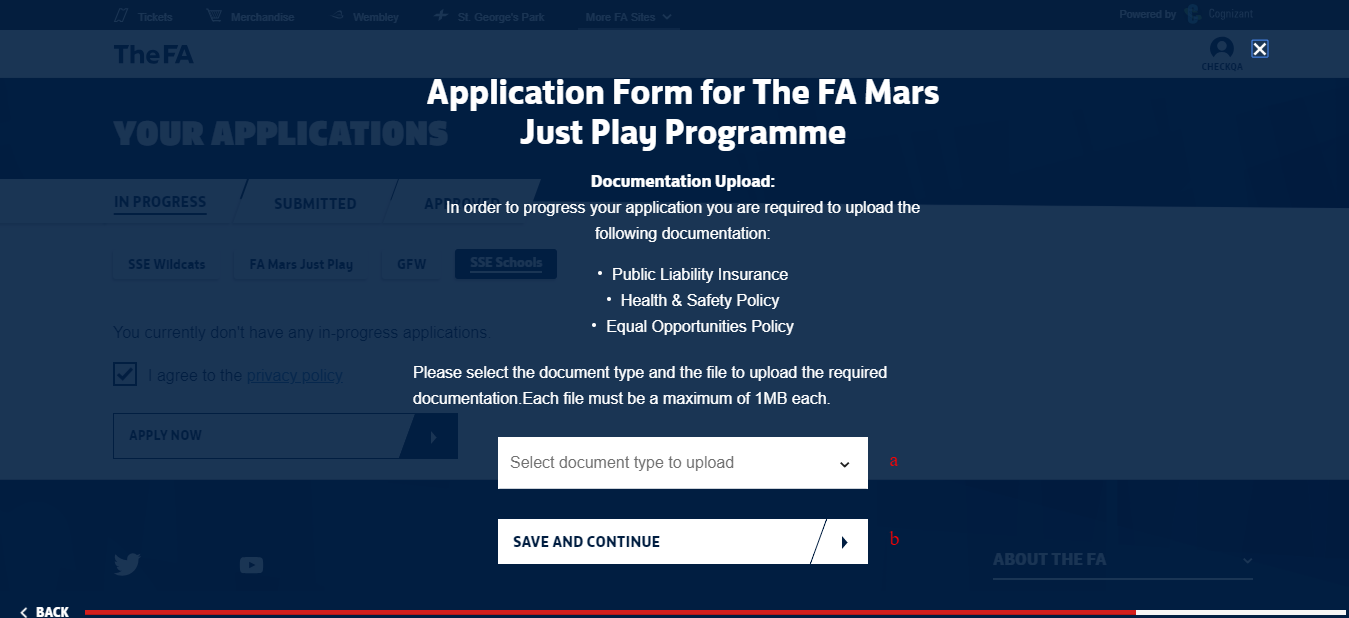 Tickets Merchandise Wembley St. George's Park More FA Sites Powered by Cognizant
TheFA
CHECKQA
Application Form for The FA Mars
Just Play Programme
YOUR APPLICATIONS
Documentation Upload:
IN PROGRESS SUBMITTED APPROVED
In order to progress your application you are required to upload the
following documentation:
SSE Wildcats FA Mars Just Play GFW SSE Schools
• Public Liability Insurance
• Health & Safety Policy
• Equal Opportunities Policy
You currently don't have any in-progress applications.
I agree to the privacy policy
Please select the document type and the file to upload the required
documentation.Each file must be a maximum of 1MB each.
APPLY NOW
Select document type to upload a
SAVE AND CONTINUE b
ABOUT THE FA
BACK